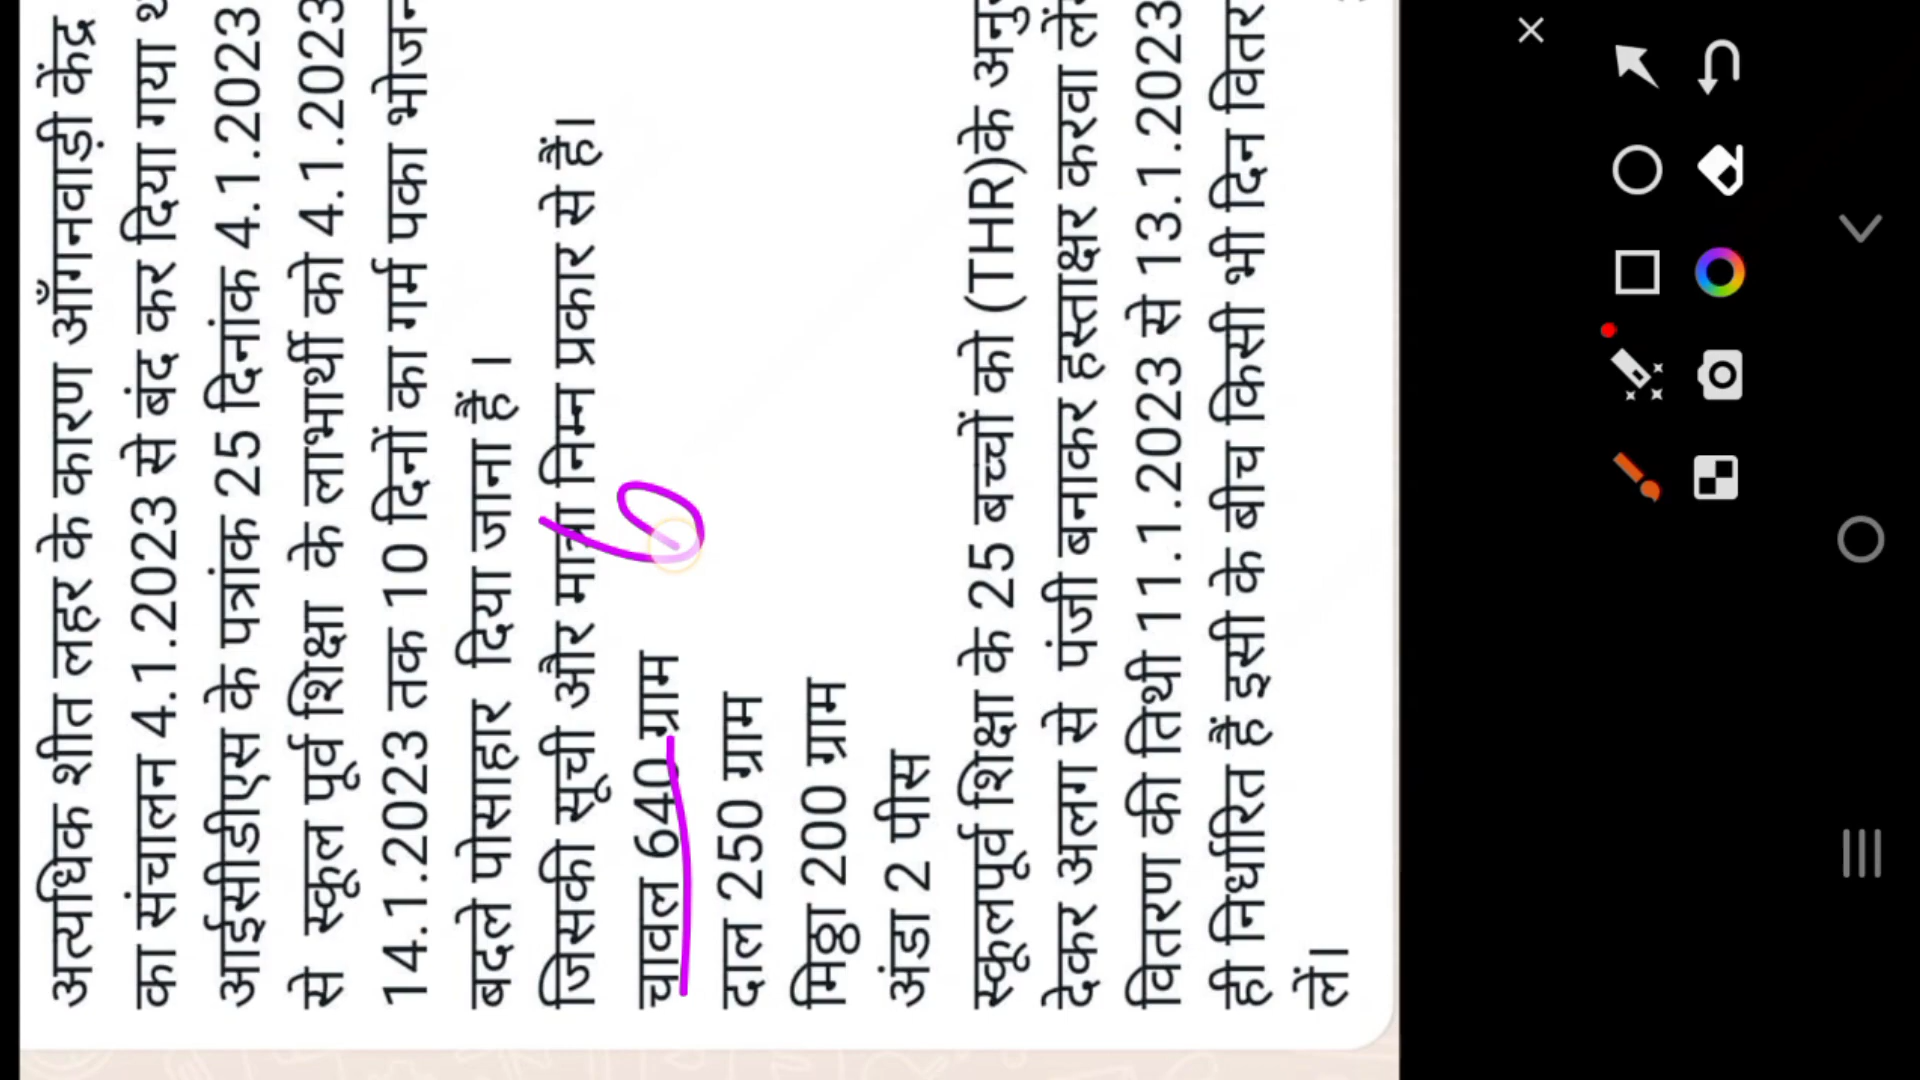 अत्यधिक शीत लहर के कारण आँगनवाड़ी केंद्र
का संचालन 4.1.2023 से बंद कर दिया गया
आईसीडीएस के पत्रांक 25 दिनांक 4.1.2023
से स्कूल पूर्व शिक्षा के लाभार्थी को 4.1.2023
14.1.2023 तक 10 दिनों का गर्म पका भोजन
बदले पोसाहार दिया जाना हैं ।
जिसकी सूची और मात्रा निम्न प्रकार से हैं।
चावल 640 ग्राम
6
दाल 250 ग्राम
मिठ्ठा 200 ग्राम
अंडा 2 पीस
स्कूलपूर्व शिक्षा के 25 बच्चों को (THR)के
देकर अलग से पंजी बनाकर हस्ताक्षर करवा
वितरण की तिथी 11.1.2023 से 13.1.2023
ही निर्धारित हैं इसी के बीच किसी भी दिन
लें।